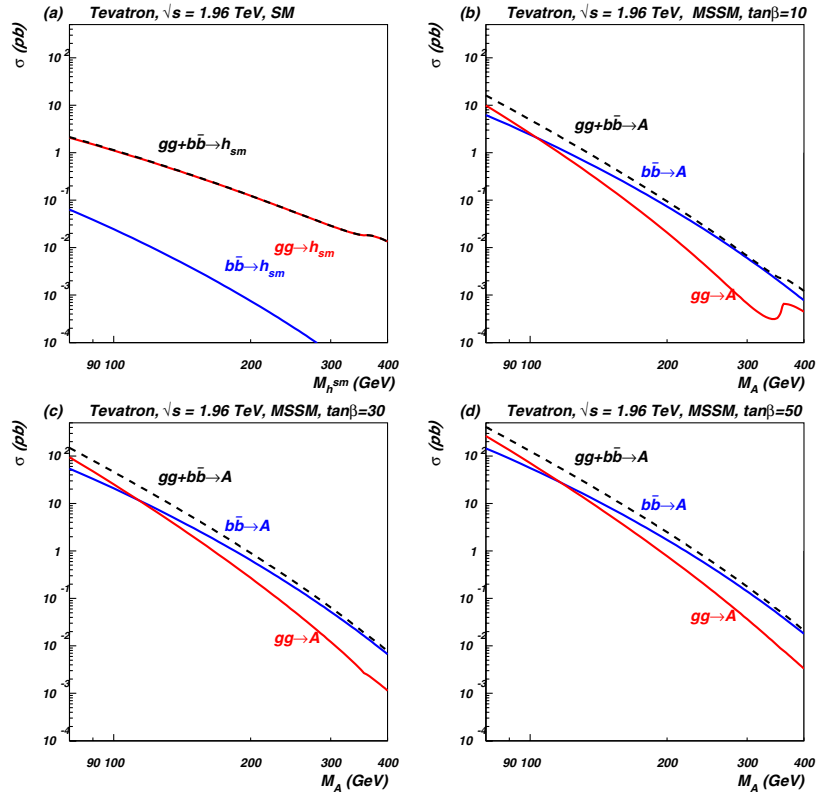 (a) Tevatron, √s = 1.96 TeV, SM
σ (pb)
10²
10
1
10⁻¹
10⁻²
10⁻³
10⁻⁴
gg+bb̄→h_sm
gg→h_sm
bb̄→h_sm
90 100 200 300 400
M_h^sm (GeV)
(b) Tevatron, √s = 1.96 TeV, MSSM, tanβ=10
σ (pb)
10²
10
1
10⁻¹
10⁻²
10⁻³
10⁻⁴
gg+bb̄→A
bb̄→A
gg→A
90 100 200 300 400
M_A (GeV)
(c) Tevatron, √s = 1.96 TeV, MSSM, tanβ=30
σ (pb)
10²
10
1
10⁻¹
10⁻²
10⁻³
10⁻⁴
gg+bb̄→A
bb̄→A
gg→A
90 100 200 300 400
M_A (GeV)
(d) Tevatron, √s = 1.96 TeV, MSSM, tanβ=50
σ (pb)
10²
10
1
10⁻¹
10⁻²
10⁻³
10⁻⁴
gg+bb̄→A
bb̄→A
gg→A
90 100 200 300 400
M_A (GeV)